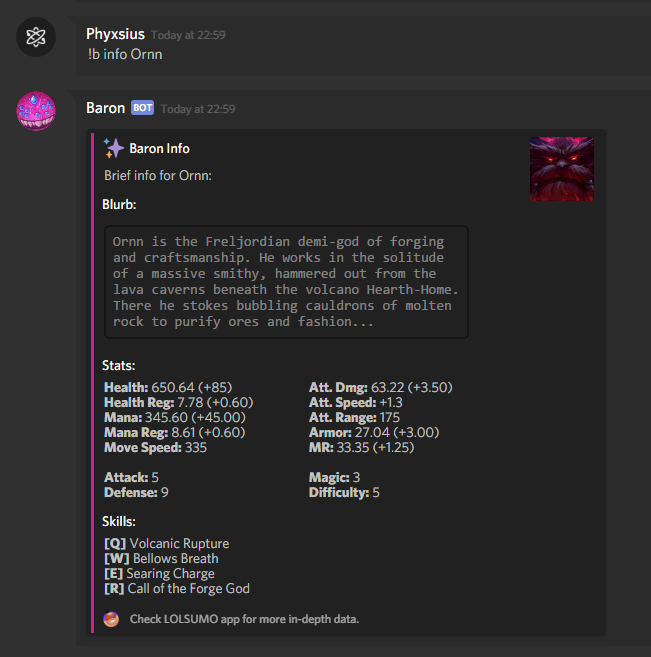 Phyxsius Today at 22:59
!b info Ornn
Baron BOT Today at 22:59
Baron Info
Brief info for Ornn:
Blurb:
Ornn is the Freljordian demi-god of forging
and craftsmanship. He works in the solitude
of a massive smithy, hammered out from the
lava caverns beneath the volcano Hearth-Home.
There he stokes bubbling cauldrons of molten
rock to purify ores and fashion...
Stats:
Health: 650.64 (+85) Att. Dmg: 63.22 (+3.50)
Health Reg: 7.78 (+0.60) Att. Speed: +1.3
Mana: 345.60 (+45.00) Att. Range: 175
Mana Reg: 8.61 (+0.60) Armor: 27.04 (+3.00)
Move Speed: 335 MR: 33.35 (+1.25)
Attack: 5 Magic: 3
Defense: 9 Difficulty: 5
Skills:
[Q] Volcanic Rupture
[W] Bellows Breath
[E] Searing Charge
[R] Call of the Forge God
Check LOLSUMO app for more in-depth data.